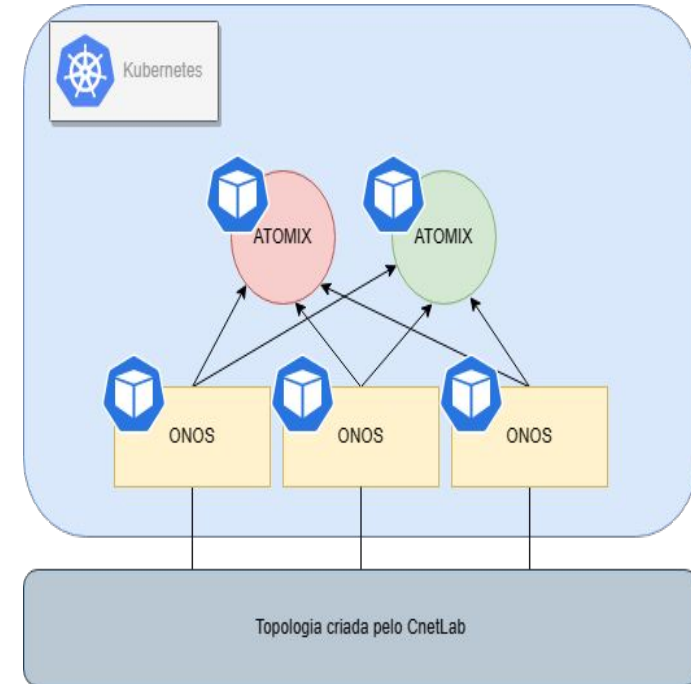 Kubernetes
ATOMIX
ATOMIX
ONOS
ONOS
ONOS
Topologia criada pelo CnetLab